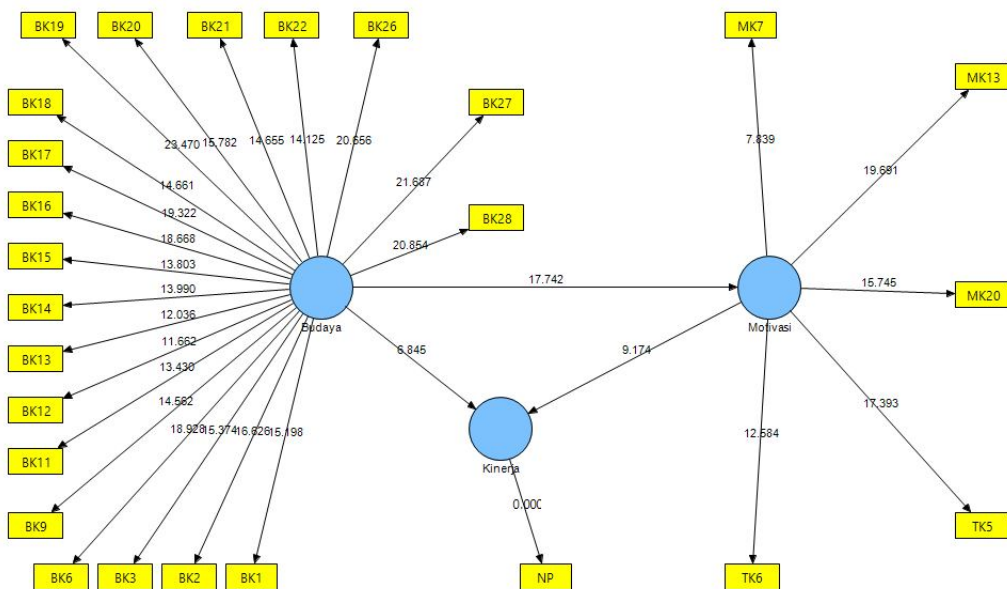 BK19
BK20
BK21
BK22
BK26
MK7
MK13
BK18
BK27
BK17
BK16
BK28
BK15
BK14
MK20
BK13
BK12
BK11
BK9
TK5
BK6
BK3
BK2
BK1
NP
TK6
23.470
15.782
14.655
14.125
20.656
7.839
19.691
21.687
14.661
19.322
18.668
20.854
13.803
13.990
17.742
15.745
12.036
11.662
13.430
14.562
18.928
15.374
16.626
15.198
6.845
9.174
17.393
12.584
0.000
Budaya
Motivasi
Kinerja